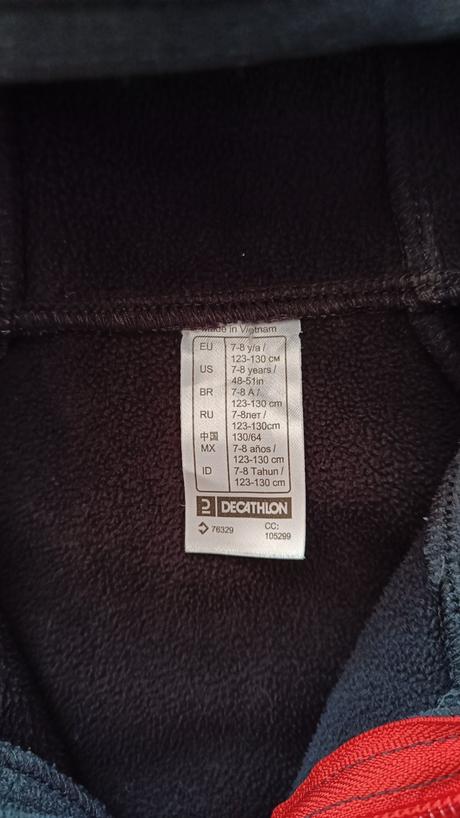 Made in Vietnam
EU 7-8 y/a /
123-130 см
US 7-8 years /
48-51in
BR 7-8 A /
123-130 cm
RU 7-8лет /
123-130cm
中国 130/64
MX 7-8 años /
123-130 cm
ID 7-8 Tahun /
123-130 cm
DECATHLON
76329 CC:
105299